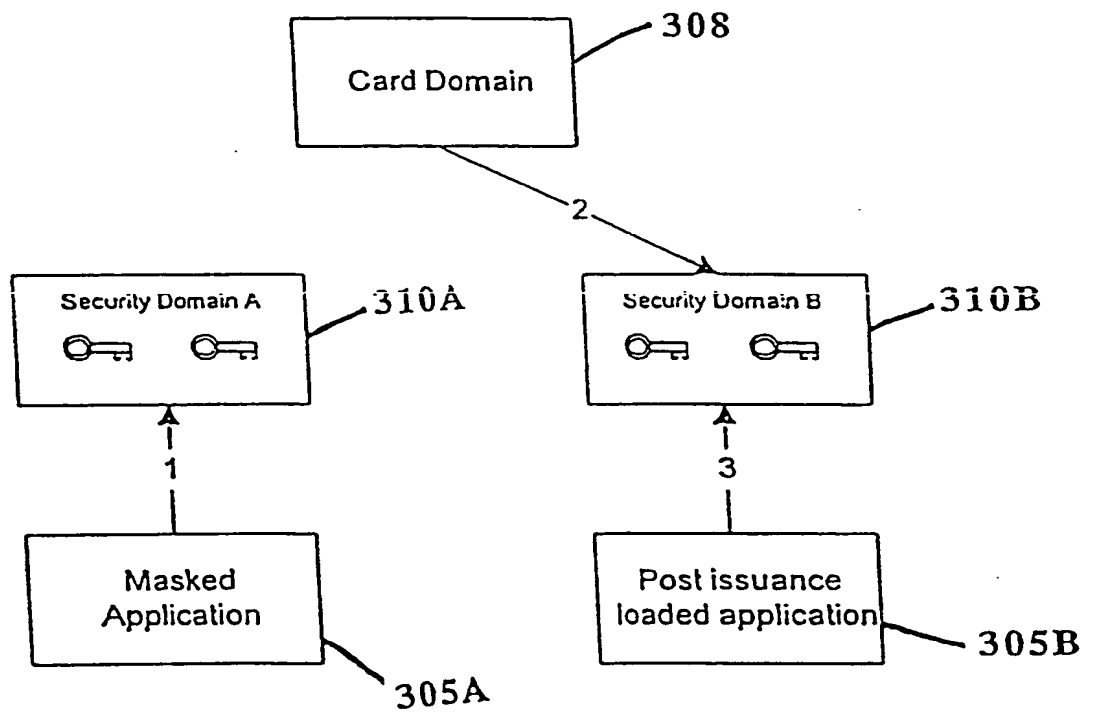 308
Card Domain
2
Security Domain A
310A
Security Domain B
310B
1
3
Masked
Application
Post issuance
loaded application
305A
305B